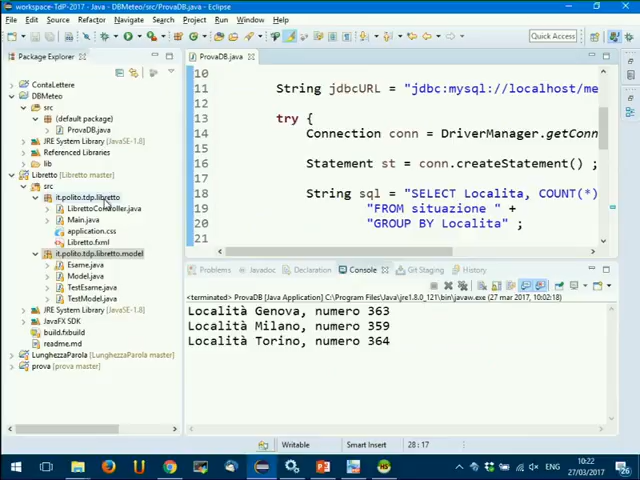 workspace-TdP-2017 - Java - DBMeteo/src/ProvaDB.java - Eclipse
File Edit Source Refactor Navigate Search Project Run Window Help
Quick Access
Package Explorer
ContaLettere
DBMeteo
src
(default package)
ProvaDB.java
JRE System Library [JavaSE-1.8]
Referenced Libraries
lib
Libretto [Libretto master]
src
it.polito.tdp.libretto
LibrettoController.java
Main.java
application.css
Libretto.fxml
it.polito.tdp.libretto.model
Esame.java
Model.java
TestEsame.java
TestModel.java
JRE System Library [JavaSE-1.8]
JavaFX SDK
build.fxbuild
readme.md
LunghezzaParola [LunghezzaParola master]
prova [prova master]
ProvaDB.java
10
11 String jdbcURL = "jdbc:mysql://localhost/me
12
13 try {
14 Connection conn = DriverManager.getConn
15
16 Statement st = conn.createStatement() ;
17
18 String sql = "SELECT Localita, COUNT(*)
19 "FROM situazione " +
20 "GROUP BY Localita" ;
21
Problems Javadoc Declaration Console Git Staging History
<terminated> ProvaDB [Java Application] C:\Program Files\Java\jre1.8.0_121\bin\javaw.exe (27 mar 2017, 10:02:18)
Località Genova, numero 363
Località Milano, numero 359
Località Torino, numero 364
Writable Smart Insert 28 : 17
ENG
10:22
27/03/2017
26